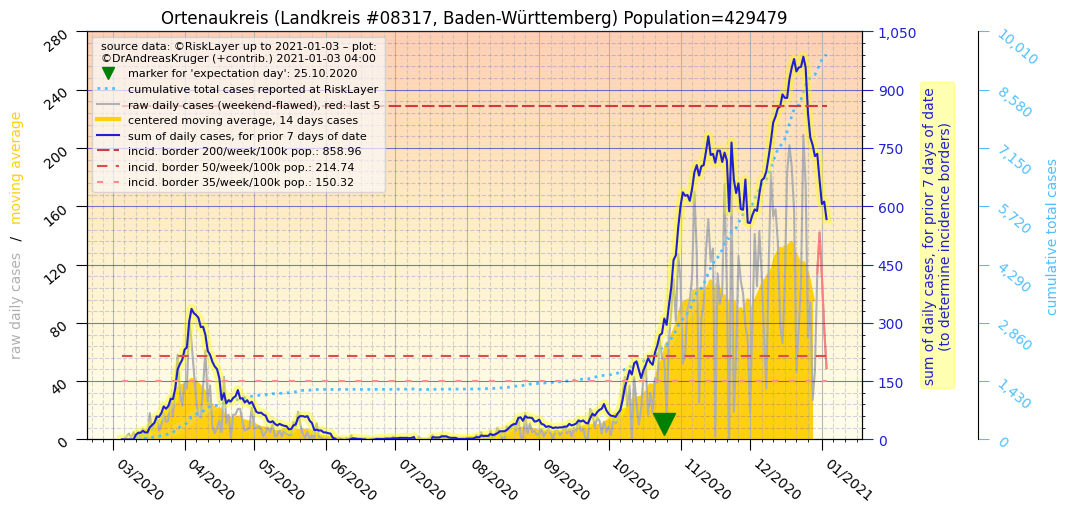 Ortenaukreis (Landkreis #08317, Baden-Württemberg) Population=429479
source data: ©RiskLayer up to 2021-01-03 – plot:
©DrAndreasKruger (+contrib.) 2021-01-03 04:00
marker for 'expectation day': 25.10.2020
cumulative total cases reported at RiskLayer
raw daily cases (weekend-flawed), red: last 5
centered moving average, 14 days cases
sum of daily cases, for prior 7 days of date
incid. border 200/week/100k pop.: 858.96
incid. border 50/week/100k pop.: 214.74
incid. border 35/week/100k pop.: 150.32
raw daily cases / moving average
280
240
200
160
120
80
40
0
03/2020
04/2020
05/2020
06/2020
07/2020
08/2020
09/2020
10/2020
11/2020
12/2020
01/2021
1,050
900
750
600
450
300
150
0
sum of daily cases, for prior 7 days of date
(to determine incidence borders)
10,010
8,580
7,150
5,720
4,290
2,860
1,430
0
cumulative total cases